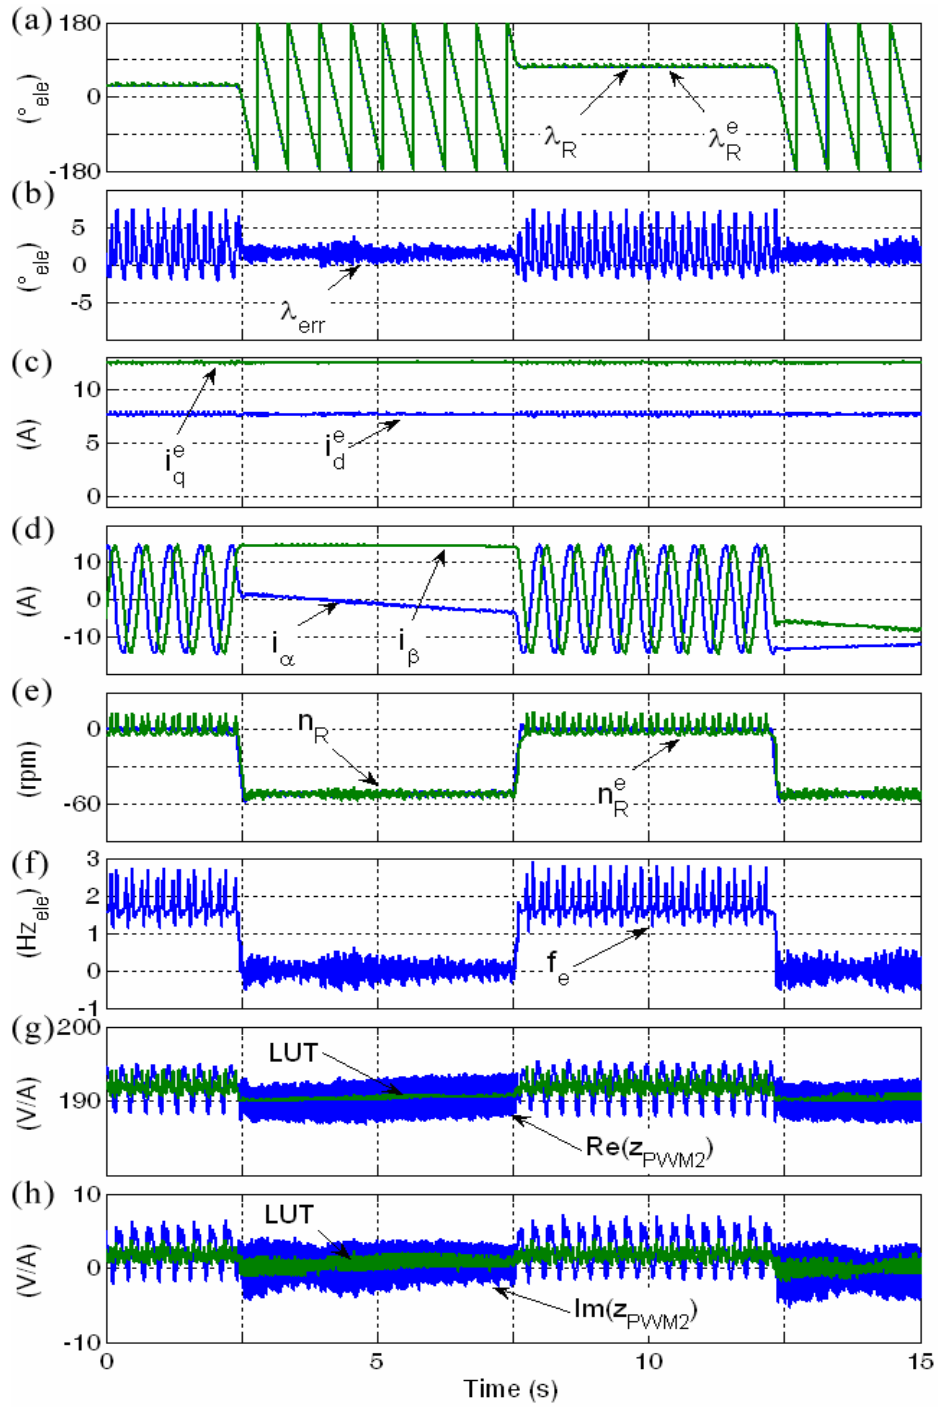 (a)
180
0
-180
(°ele)
λR
λR^e
(b)
5
0
-5
(°ele)
λerr
(c)
10
5
0
(A)
iq^e
id^e
(d)
10
0
-10
(A)
iα
iβ
(e)
0
-60
(rpm)
nR
nR^e
(f)
3
2
1
0
-1
(Hzele)
fe
(g)
200
190
(V/A)
LUT
Re(zPWM2)
(h)
10
0
-10
(V/A)
LUT
Im(zPWM2)
0 5 10 15
Time (s)